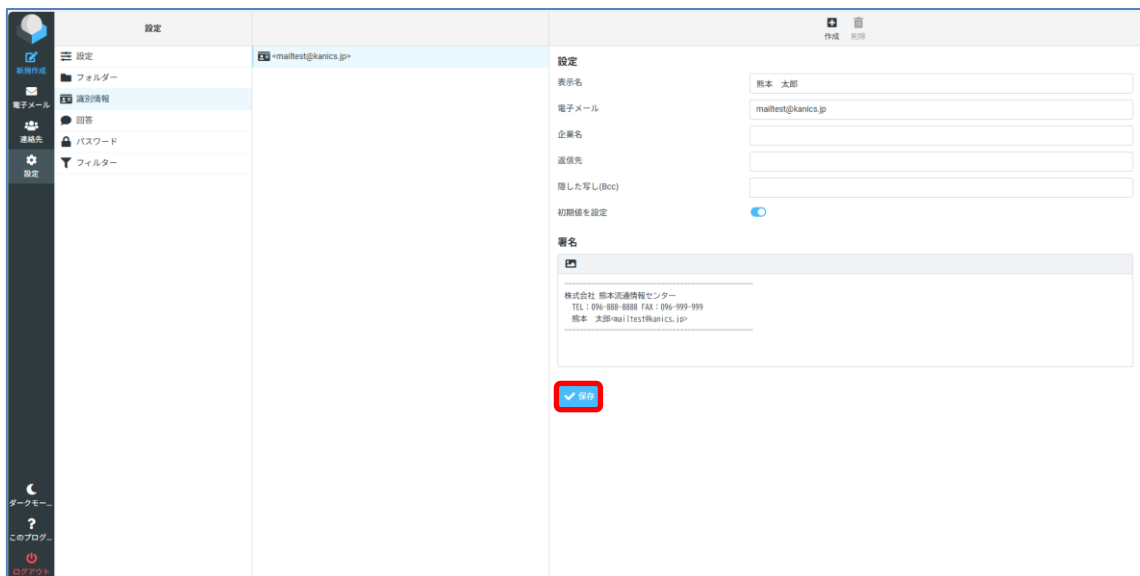 新規作成
電子メール
連絡先
設定
ダークモー...
このプログ...
ログアウト
設定
設定
フォルダー
識別情報
回答
パスワード
フィルター
<mailtest@kanics.jp>
作成
削除
設定
表示名
熊本　太郎
電子メール
mailtest@kanics.jp
企業名
返信先
隠した写し(Bcc)
初期値を設定
署名
株式会社 熊本流通情報センター
TEL：096-888-8888 FAX：096-999-999
熊本　太郎<mailtest@kanics.jp>
保存